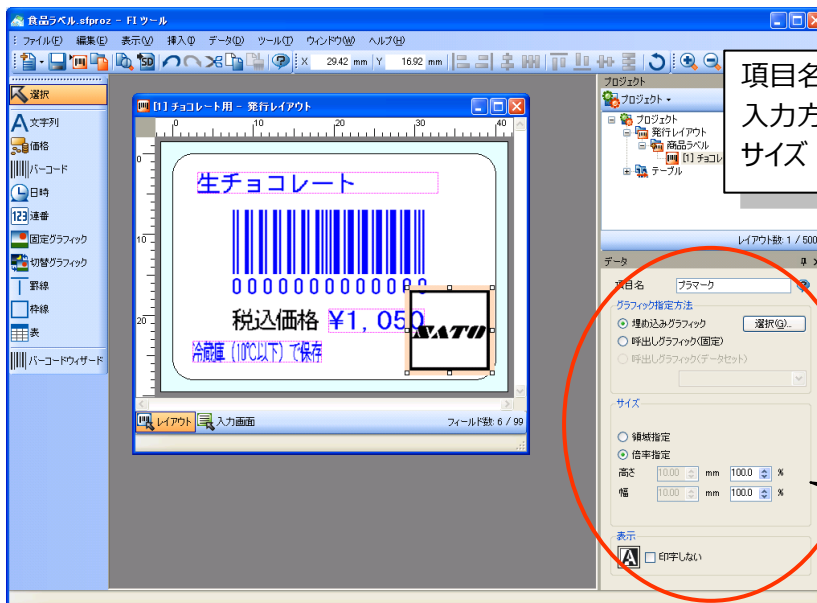 食品ラベル.sfproz - FI ツール
ファイル(F) 編集(E) 表示(V) 挿入(I) データ(D) ツール(T) ウィンドウ(W) ヘルプ(H)
X 29.42 mm Y 16.92 mm
選択
文字列
価格
バーコード
日時
123 連番
固定グラフィック
切替グラフィック
罫線
枠線
表
バーコードウィザード
[1] チョコレート用 - 発行レイアウト
0 10 20 30 40
0
10
20
生チョコレート
0000000000000
税込価格 ¥1,050
SATO
冷蔵庫(10℃以下)で保存
レイアウト 入力画面 フィールド数: 6 / 99
プロジェクト
プロジェクト
プロジェクト
発行レイアウト
商品ラベル
[1] チョコレ
テーブル
項目名
入力方
サイズ
レイアウト数: 1 / 500
データ
項目名 プラマーク
グラフィック指定方法
埋め込みグラフィック 選択(G)...
呼出しグラフィック(固定)
呼出しグラフィック(データセット)
サイズ
領域指定
倍率指定
高さ 10.00 mm 100.0 %
幅 10.00 mm 100.0 %
表示
A 印字しない